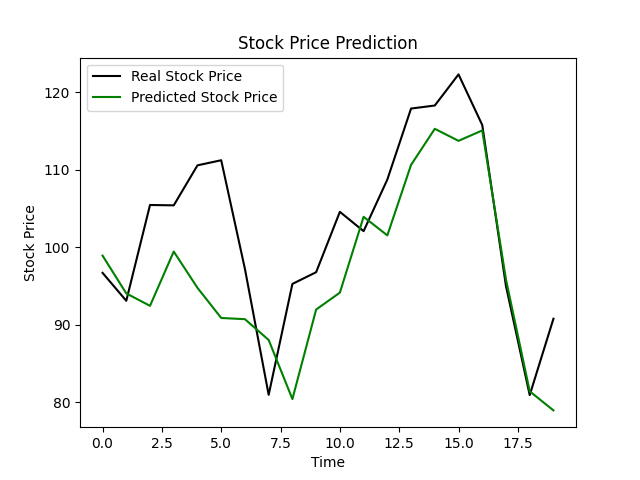 Stock Price Prediction
Real Stock Price
Predicted Stock Price
Stock Price
120
110
100
90
80
0.0 2.5 5.0 7.5 10.0 12.5 15.0 17.5
Time